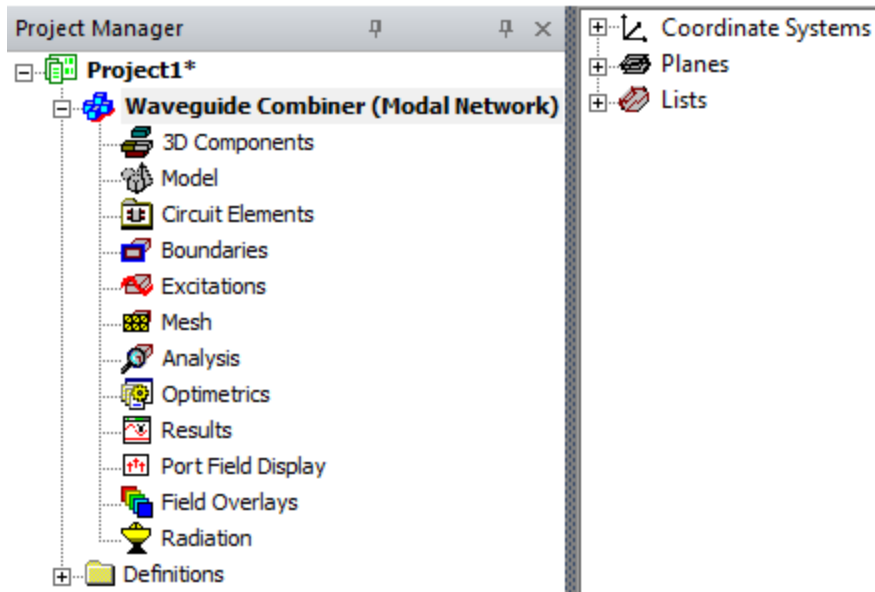 Project Manager
Project1*
Waveguide Combiner (Modal Network)
3D Components
Model
Circuit Elements
Boundaries
Excitations
Mesh
Analysis
Optimetrics
Results
Port Field Display
Field Overlays
Radiation
Definitions
Coordinate Systems
Planes
Lists